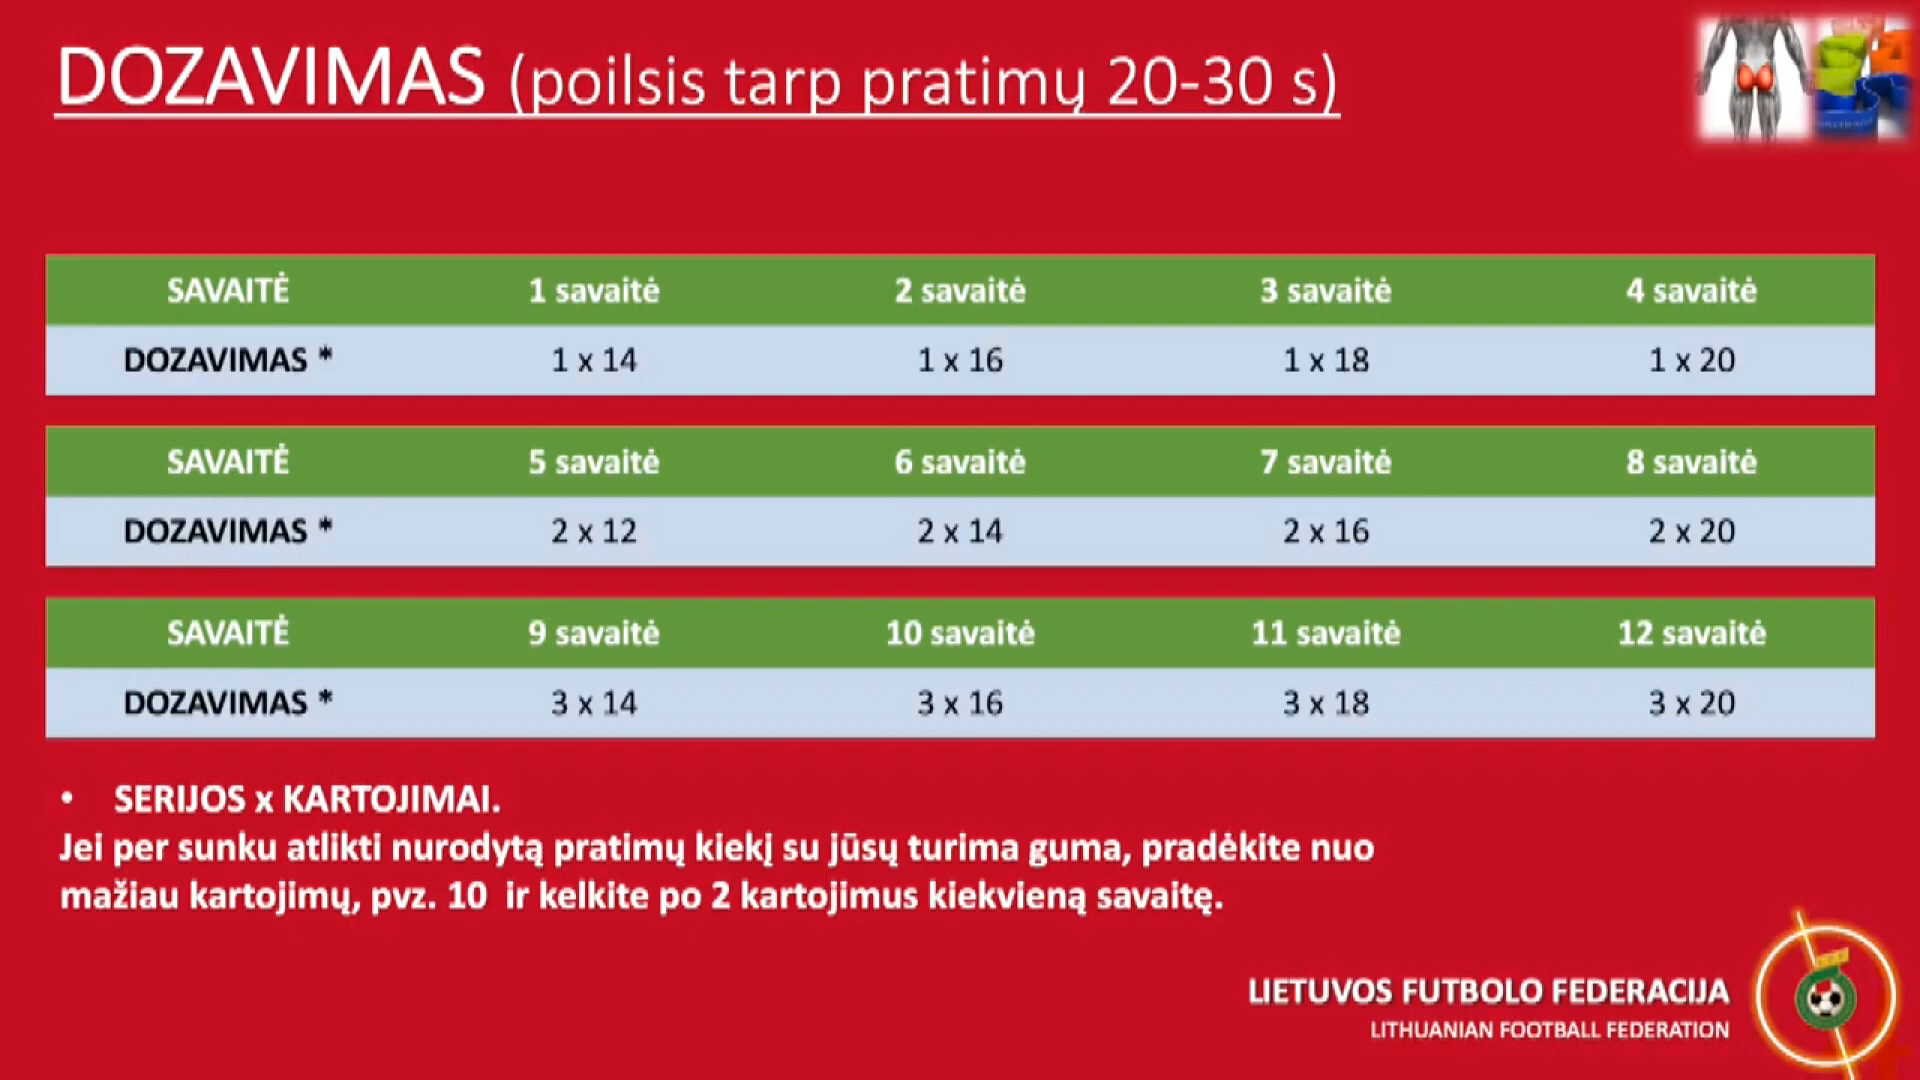 DOZAVIMAS (poilsis tarp pratimų 20-30 s)
SAVAITĖ 1 savaitė 2 savaitė 3 savaitė 4 savaitė
DOZAVIMAS * 1 x 14 1 x 16 1 x 18 1 x 20
SAVAITĖ 5 savaitė 6 savaitė 7 savaitė 8 savaitė
DOZAVIMAS * 2 x 12 2 x 14 2 x 16 2 x 20
SAVAITĖ 9 savaitė 10 savaitė 11 savaitė 12 savaitė
DOZAVIMAS * 3 x 14 3 x 16 3 x 18 3 x 20
• SERIJOS x KARTOJIMAI.
Jei per sunku atlikti nurodytą pratimų kiekį su jūsų turima guma, pradėkite nuo
mažiau kartojimų, pvz. 10 ir kelkite po 2 kartojimus kiekvieną savaitę.
LIETUVOS FUTBOLO FEDERACIJA
LITHUANIAN FOOTBALL FEDERATION